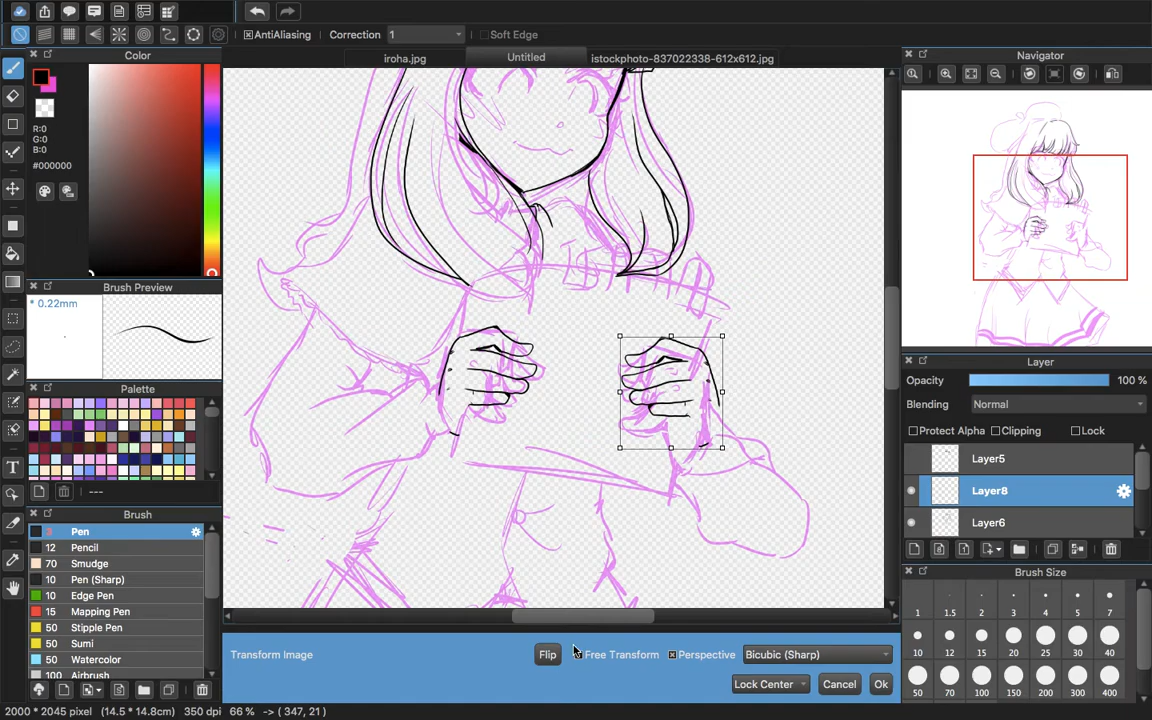 AntiAliasing Correction 1 Soft Edge
Color
iroha.jpg Untitled istockphoto-837022338-612x612.jpg
Navigator
R:0
G:0
B:0
#000000
Brush Preview
* 0.22mm
Palette
---
Brush
3 Pen
12 Pencil
70 Smudge
10 Pen (Sharp)
10 Edge Pen
15 Mapping Pen
50 Stipple Pen
50 Sumi
50 Watercolor
100 Airbrush
Layer
Opacity 100 %
Blending Normal
Protect Alpha Clipping Lock
Layer5
Layer8
Layer6
Brush Size
1 1.5 2 3 4 5 7
10 12 15 20 25 30 40
50 70 100 150 200 300 400
Transform Image Flip Free Transform Perspective Bicubic (Sharp)
Lock Center Cancel Ok
2000 * 2045 pixel (14.5 * 14.8cm) 350 dpi 66 % -> ( 347, 21 )